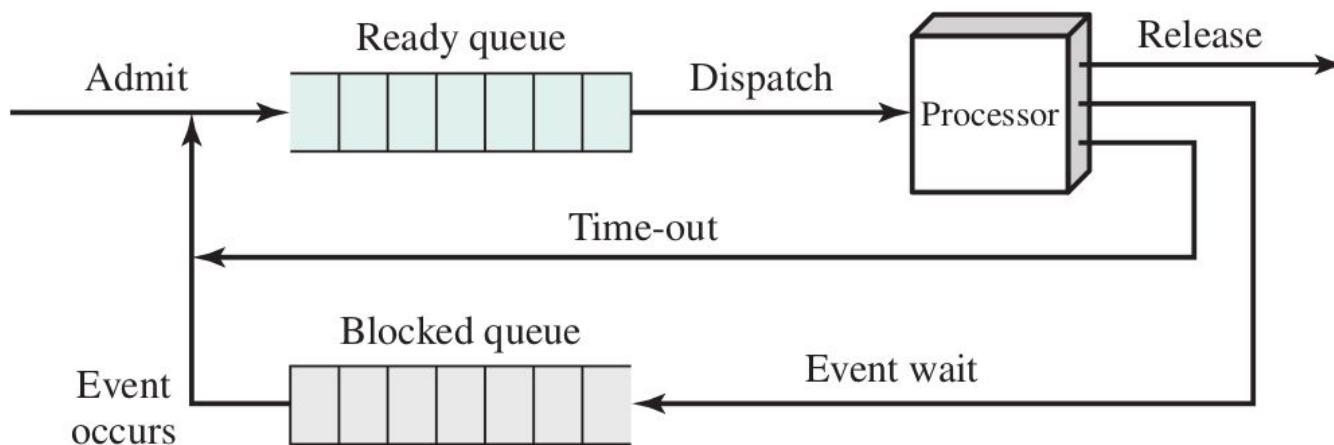 Ready queue
Release
Admit
Dispatch
Processor
Time-out
Blocked queue
Event wait
Event
occurs